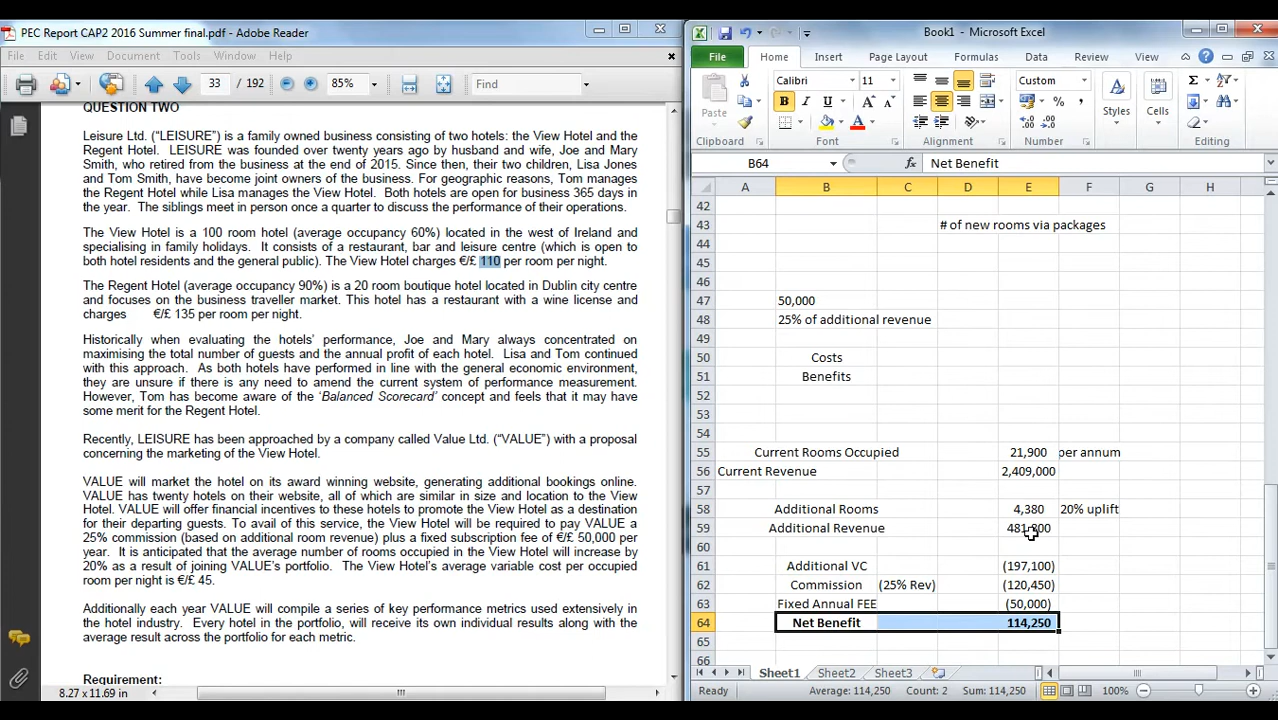 PEC Report CAP2 2016 Summer final.pdf - Adobe Reader
File Edit View Document Tools Window Help
33 / 192 85% Find
QUESTION TWO
Leisure Ltd. ("LEISURE") is a family owned business consisting of two hotels: the View Hotel and the
Regent Hotel. LEISURE was founded over twenty years ago by husband and wife, Joe and Mary
Smith, who retired from the business at the end of 2015. Since then, their two children, Lisa Jones
and Tom Smith, have become joint owners of the business. For geographic reasons, Tom manages
the Regent Hotel while Lisa manages the View Hotel. Both hotels are open for business 365 days in
the year. The siblings meet in person once a quarter to discuss the performance of their operations.
The View Hotel is a 100 room hotel (average occupancy 60%) located in the west of Ireland and
specialising in family holidays. It consists of a restaurant, bar and leisure centre (which is open to
both hotel residents and the general public). The View Hotel charges €/£ 110 per room per night.
The Regent Hotel (average occupancy 90%) is a 20 room boutique hotel located in Dublin city centre
and focuses on the business traveller market. This hotel has a restaurant with a wine license and
charges €/£ 135 per room per night.
Historically when evaluating the hotels' performance, Joe and Mary always concentrated on
maximising the total number of guests and the annual profit of each hotel. Lisa and Tom continued
with this approach. As both hotels have performed in line with the general economic environment,
they are unsure if there is any need to amend the current system of performance measurement.
However, Tom has become aware of the 'Balanced Scorecard' concept and feels that it may have
some merit for the Regent Hotel.
Recently, LEISURE has been approached by a company called Value Ltd. ("VALUE") with a proposal
concerning the marketing of the View Hotel.
VALUE will market the hotel on its award winning website, generating additional bookings online.
VALUE has twenty hotels on their website, all of which are similar in size and location to the View
Hotel. VALUE will offer financial incentives to these hotels to promote the View Hotel as a destination
for their departing guests. To avail of this service, the View Hotel will be required to pay VALUE a
25% commission (based on additional room revenue) plus a fixed subscription fee of €/£ 50,000 per
year. It is anticipated that the average number of rooms occupied in the View Hotel will increase by
20% as a result of joining VALUE's portfolio. The View Hotel's average variable cost per occupied
room per night is €/£ 45.
Additionally each year VALUE will compile a series of key performance metrics used extensively in
the hotel industry. Every hotel in the portfolio, will receive its own individual results along with the
average result across the portfolio for each metric.
Requirement:
8.27 x 11.69 in
Book1 - Microsoft Excel
File Home Insert Page Layout Formulas Data Review View
Paste Calibri 11 Custom Styles Cells
B I U A A $ % ,
Clipboard Font Alignment Number Editing
B64 fx Net Benefit
A B C D E F G H
42
43 # of new rooms via packages
44
45
46
47 50,000
48 25% of additional revenue
49
50 Costs
51 Benefits
52
53
54
55 Current Rooms Occupied 21,900 per annum
56 Current Revenue 2,409,000
57
58 Additional Rooms 4,380 20% uplift
59 Additional Revenue
60
61 Additional VC (197,100)
62 Commission (25% Rev) (120,450)
63 Fixed Annual FEE (50,000)
64 Net Benefit 114,250
65
66
Sheet1 Sheet2 Sheet3
Ready Average: 114,250 Count: 2 Sum: 114,250 100%